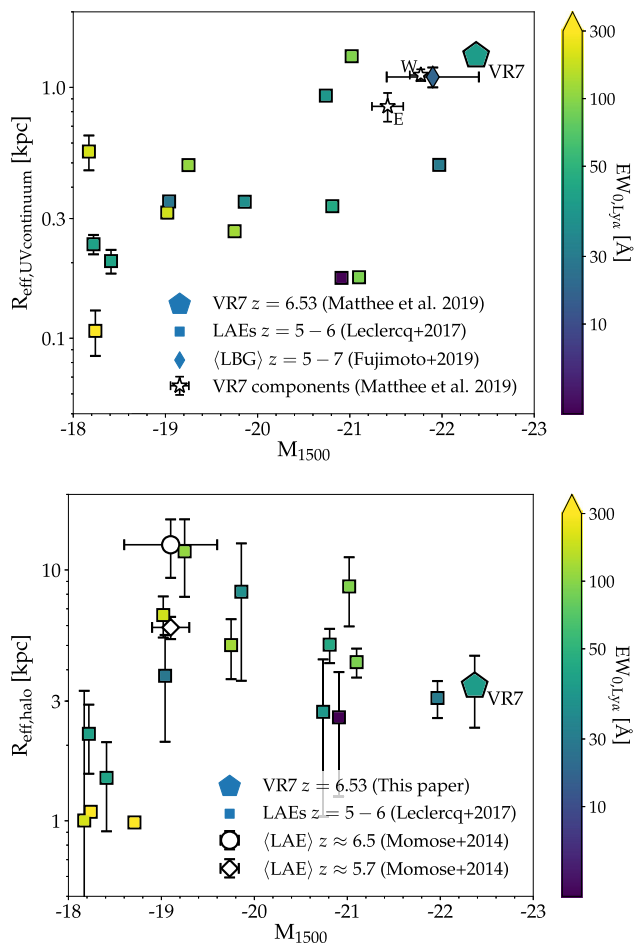 1.0
0.3
0.1
R_eff,UVcontinuum [kpc]
W
E
VR7
VR7 z = 6.53 (Matthee et al. 2019)
LAEs z = 5 − 6 (Leclercq+2017)
⟨LBG⟩ z = 5 − 7 (Fujimoto+2019)
VR7 components (Matthee et al. 2019)
-18 -19 -20 -21 -22 -23
M_1500
300
100
50
30
10
EW_0,Lyα [Å]
10
3
1
R_eff,halo [kpc]
VR7
VR7 z = 6.53 (This paper)
LAEs z = 5 − 6 (Leclercq+2017)
⟨LAE⟩ z ≈ 6.5 (Momose+2014)
⟨LAE⟩ z ≈ 5.7 (Momose+2014)
-18 -19 -20 -21 -22 -23
M_1500
300
100
50
30
10
EW_0,Lyα [Å]